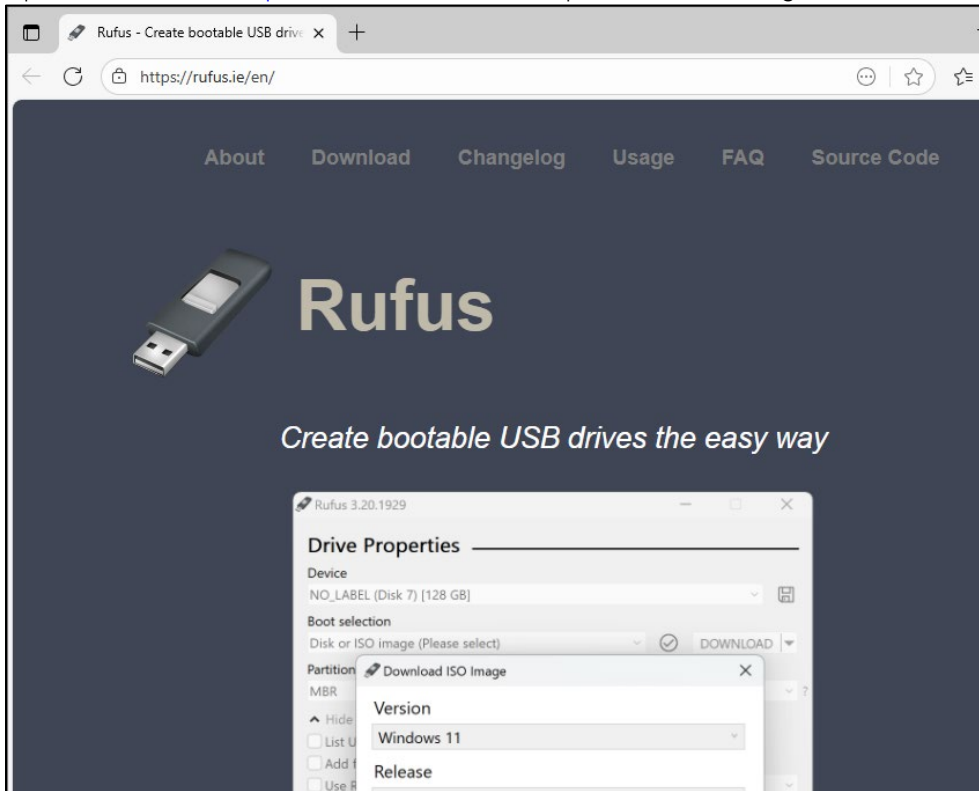 Rufus - Create bootable USB drive
https://rufus.ie/en/
About Download Changelog Usage FAQ Source Code
Rufus
Create bootable USB drives the easy way
Rufus 3.20.1929
Drive Properties
Device
NO_LABEL (Disk 7) [128 GB]
Boot selection
Disk or ISO image (Please select) DOWNLOAD
Partition Download ISO Image
MBR ?
Version
Hide
Windows 11
List U
Add f
Release
Use R